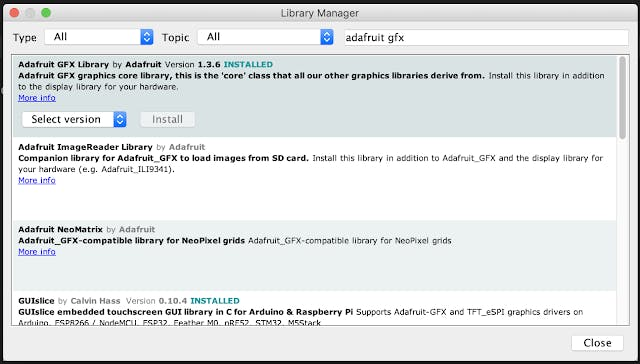 Library Manager
Type All Topic All adafruit gfx
Adafruit GFX Library by Adafruit Version 1.3.6 INSTALLED
Adafruit GFX graphics core library, this is the 'core' class that all our other graphics libraries derive from. Install this library in addition
to the display library for your hardware.
More info
Select version Install
Adafruit ImageReader Library by Adafruit
Companion library for Adafruit_GFX to load images from SD card. Install this library in addition to Adafruit_GFX and the display library for
your hardware (e.g. Adafruit_ILI9341).
More info
Adafruit NeoMatrix by Adafruit
Adafruit_GFX-compatible library for NeoPixel grids Adafruit_GFX-compatible library for NeoPixel grids
More info
GUIslice by Calvin Hass Version 0.10.4 INSTALLED
GUIslice embedded touchscreen GUI library in C for Arduino & Raspberry Pi Supports Adafruit-GFX and TFT_eSPI graphics drivers on
Arduino, ESP8266 / NodeMCU, ESP32, Feather M0, nRF52, STM32, M5Stack
Close